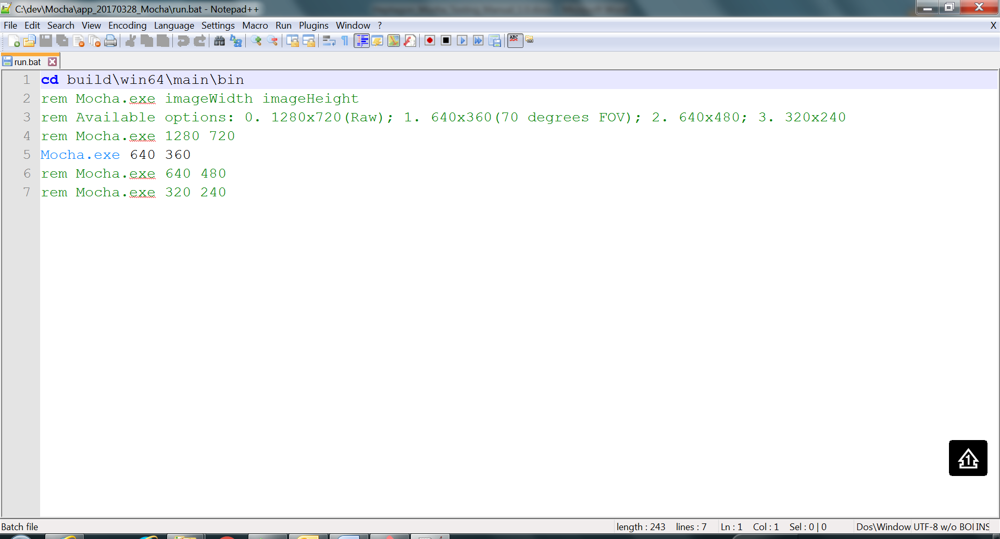 C:\dev\Mocha\app_20170328_Mocha\run.bat - Notepad++
File Edit Search View Encoding Language Settings Macro Run Plugins Window ? X
ABC
run.bat
1 cd build\win64\main\bin
2 rem Mocha.exe imageWidth imageHeight
3 rem Available options: 0. 1280x720(Raw); 1. 640x360(70 degrees FOV); 2. 640x480; 3. 320x240
4 rem Mocha.exe 1280 720
5 Mocha.exe 640 360
6 rem Mocha.exe 640 480
7 rem Mocha.exe 320 240
1
Batch file length : 243 lines : 7 Ln : 1 Col : 1 Sel : 0 | 0 Dos\Window UTF-8 w/o BOI INS